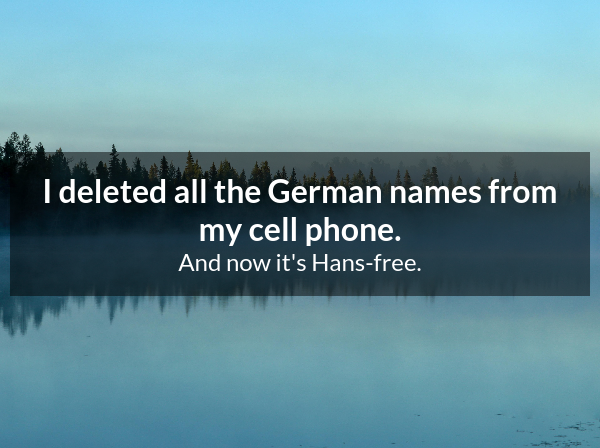 I deleted all the German names from
my cell phone.
And now it's Hans-free.